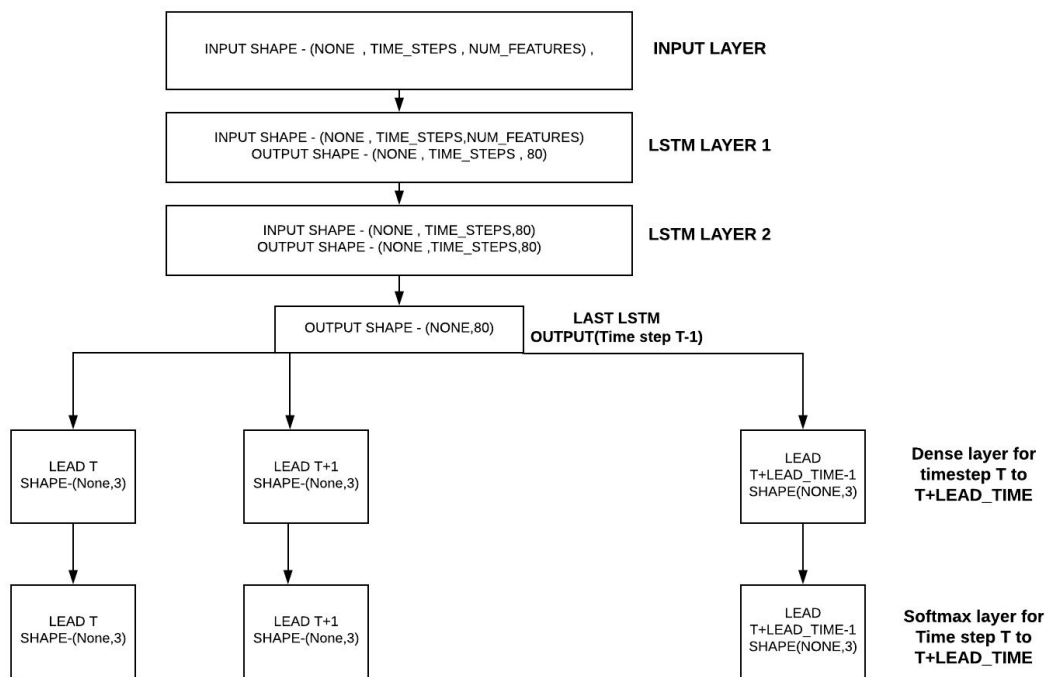 INPUT SHAPE - (NONE , TIME_STEPS , NUM_FEATURES) ,
INPUT LAYER
INPUT SHAPE - (NONE , TIME_STEPS,NUM_FEATURES)
OUTPUT SHAPE - (NONE , TIME_STEPS , 80)
LSTM LAYER 1
INPUT SHAPE - (NONE , TIME_STEPS,80)
OUTPUT SHAPE - (NONE ,TIME_STEPS,80)
LSTM LAYER 2
OUTPUT SHAPE - (NONE,80)
LAST LSTM
OUTPUT(Time step T-1)
LEAD T
SHAPE-(None,3)
LEAD T+1
SHAPE-(None,3)
LEAD
T+LEAD_TIME-1
SHAPE(NONE,3)
Dense layer for
timestep T to
T+LEAD_TIME
LEAD T
SHAPE-(None,3)
LEAD T+1
SHAPE-(None,3)
LEAD
T+LEAD_TIME-1
SHAPE(NONE,3)
Softmax layer for
Time step T to
T+LEAD_TIME